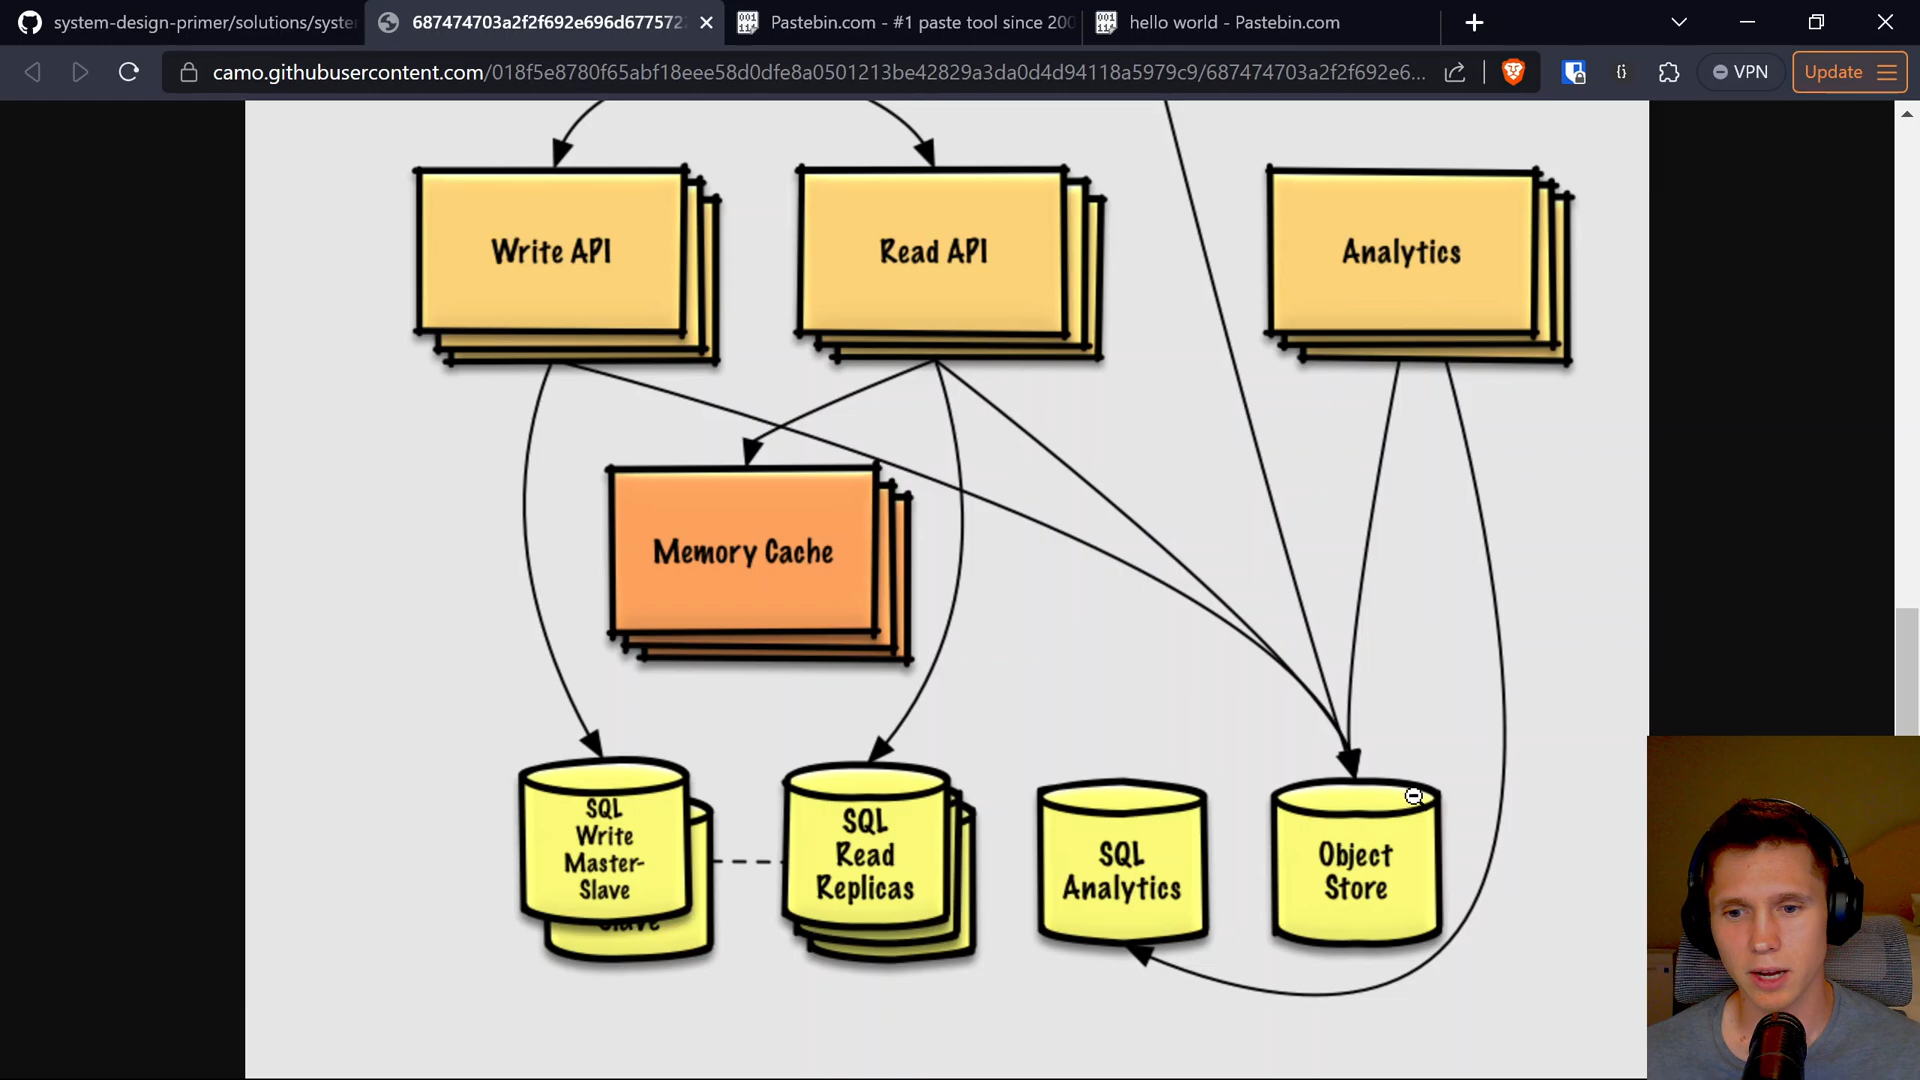 system-design-primer/solutions/syste
687474703a2f2f692e696d677572
Pastebin.com - #1 paste tool since 200
hello world - Pastebin.com
camo.githubusercontent.com/018f5e8780f65abf18eee58d0dfe8a0501213be42829a3da0d4d94118a5979c9/687474703a2f2f692e6...
VPN
Update
Write API
Read API
Analytics
Memory Cache
SQL
Write
Master-
Slave
Slave
SQL
Read
Replicas
SQL
Analytics
Object
Store